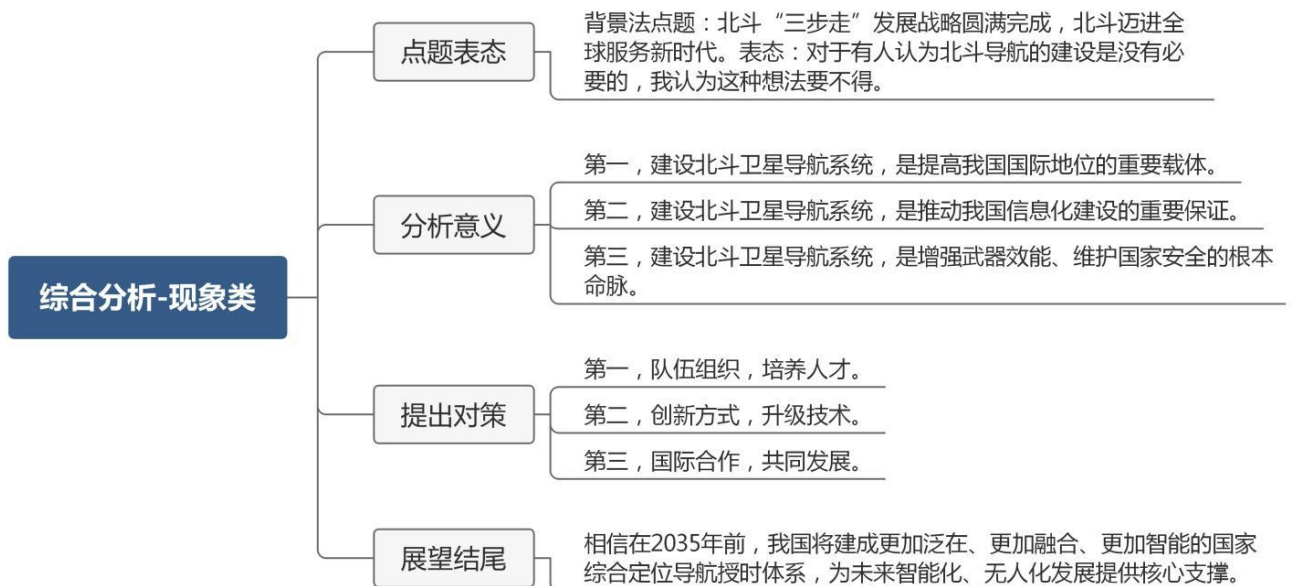 综合分析-现象类
点题表态
背景法点题：北斗“三步走”发展战略圆满完成，北斗迈进全
球服务新时代。表态：对于有人认为北斗导航的建设是没有必
要的，我认为这种想法要不得。
分析意义
第一，建设北斗卫星导航系统，是提高我国国际地位的重要载体。
第二，建设北斗卫星导航系统，是推动我国信息化建设的重要保证。
第三，建设北斗卫星导航系统，是增强武器效能、维护国家安全的根本
命脉。
提出对策
第一，队伍组织，培养人才。
第二，创新方式，升级技术。
第三，国际合作，共同发展。
展望结尾
相信在2035年前，我国将建成更加泛在、更加融合、更加智能的国家
综合定位导航授时体系，为未来智能化、无人化发展提供核心支撑。